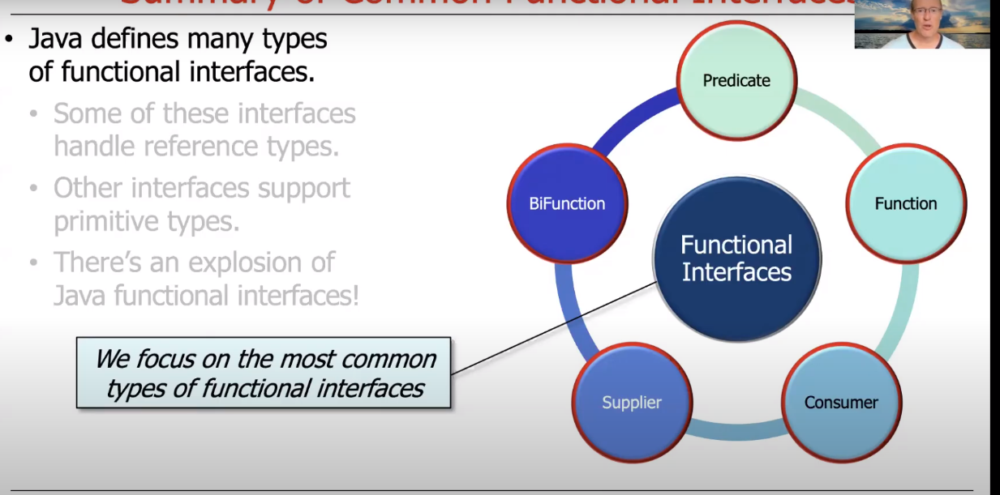 Summary of Common Functional Interfaces
• Java defines many types
of functional interfaces.
• Some of these interfaces
handle reference types.
• Other interfaces support
primitive types.
• There’s an explosion of
Java functional interfaces!
We focus on the most common
types of functional interfaces
Predicate
Function
Consumer
Supplier
BiFunction
Functional
Interfaces